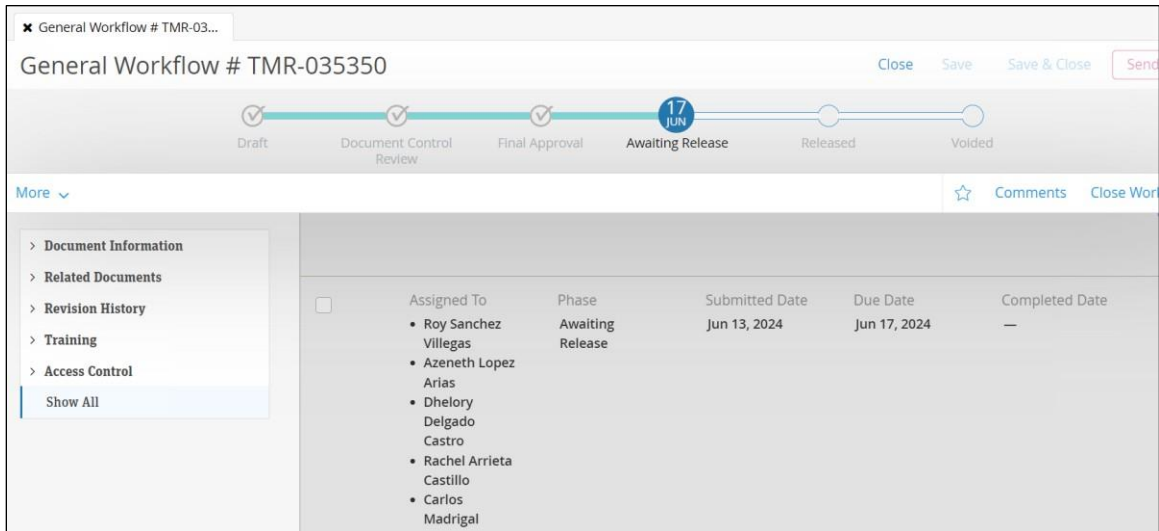 ✖ General Workflow # TMR-03...
General Workflow # TMR-035350
Close Save Save & Close Send
17
JUN
Draft Document Control Final Approval Awaiting Release Released Voided
Review
More
Comments Close Wor
> Document Information
> Related Documents
> Revision History
> Training
> Access Control
Show All
Assigned To Phase Submitted Date Due Date Completed Date
• Roy Sanchez Awaiting Jun 13, 2024 Jun 17, 2024 —
Villegas Release
• Azeneth Lopez
Arias
• Dhelory
Delgado
Castro
• Rachel Arrieta
Castillo
• Carlos
Madrigal